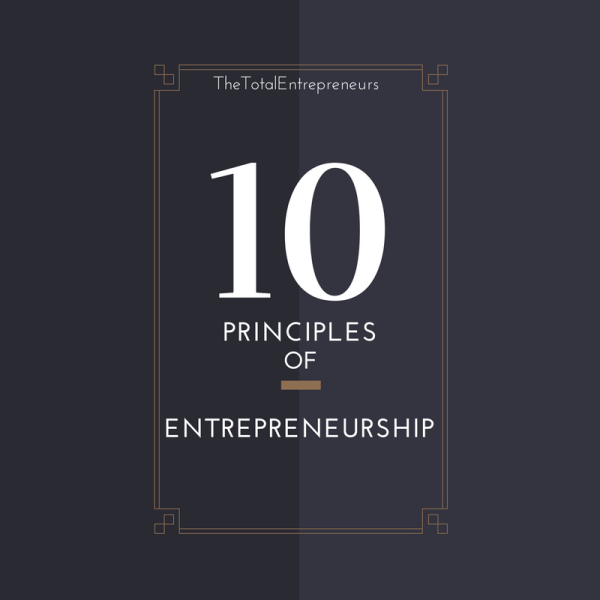 TheTotalEntrepreneurs
10
PRINCIPLES
OF
ENTREPRENEURSHIP